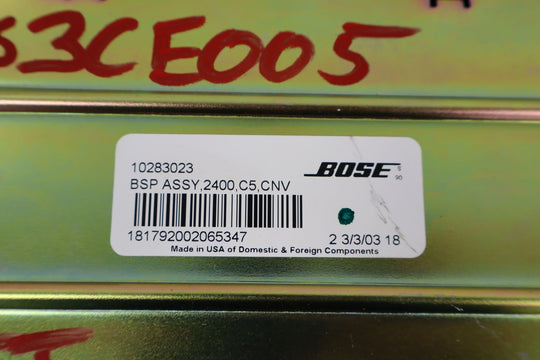 S3CE005
10283023
BOSE
BSP ASSY,2400,C5,CNV
181792002065347
2 3/3/03 18
Made in USA of Domestic & Foreign Components